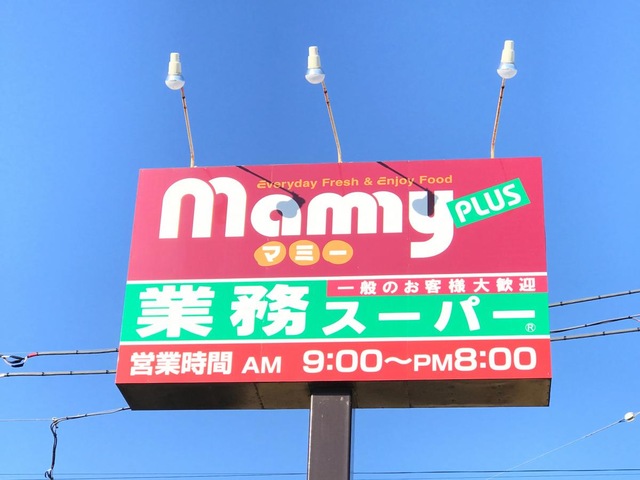 Everyday Fresh & Enjoy Food
mammy PLUS
マミー
一般のお客様大歓迎
業務スーパー®
営業時間 AM 9:00〜PM8:00